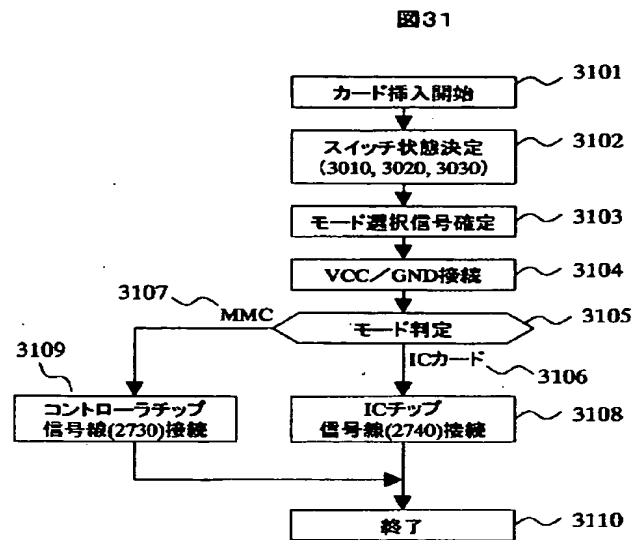 図31
カード挿入開始
3101
スイッチ状態決定
(3010, 3020, 3030)
3102
モード選択信号確定
3103
VCC／GND接続
3104
3107
MMC
モード判定
3105
ICカード
3106
3109
コントローラチップ
信号線(2730)接続
ICチップ
信号線(2740)接続
3108
終了
3110